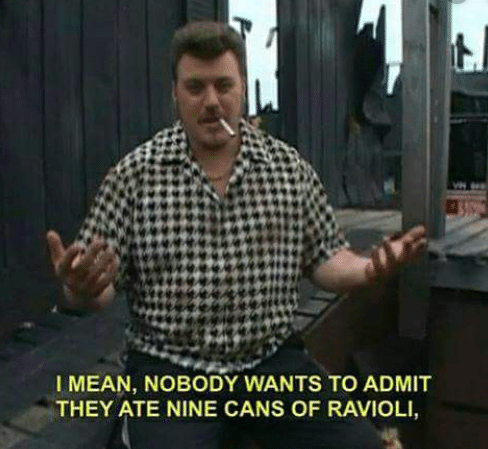 I MEAN, NOBODY WANTS TO ADMIT
THEY ATE NINE CANS OF RAVIOLI,